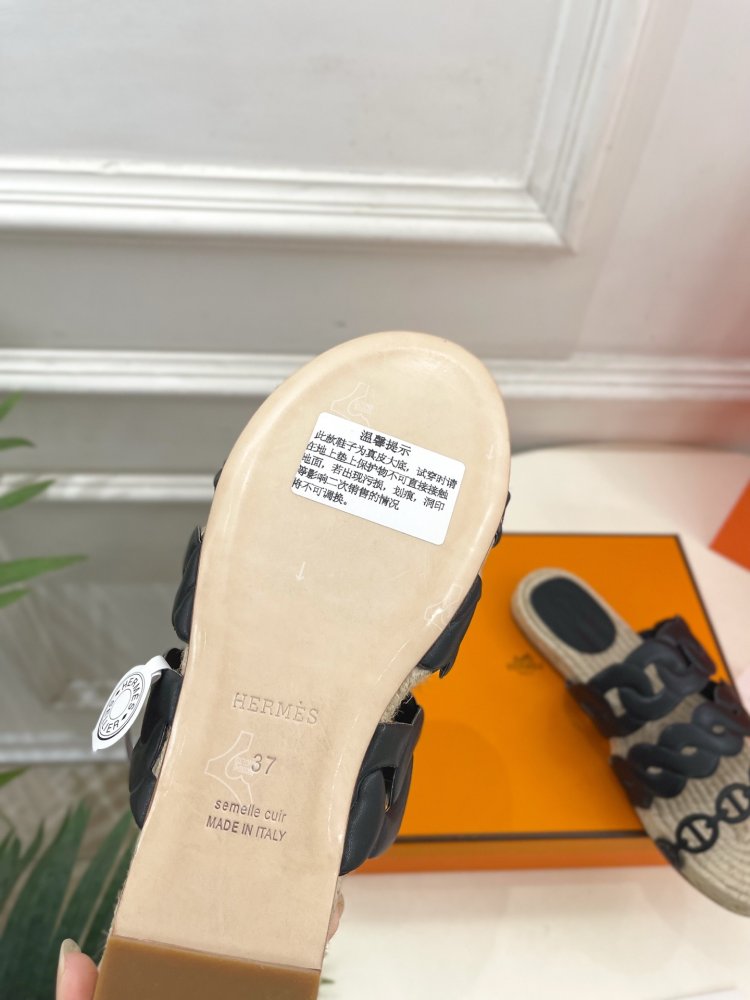 温馨提示
此款鞋子为真皮大底，试穿时请
在地上垫上保护物不可直接接触
地面，若出现污损，划痕，洞印
等影响二次销售的情况
将不可调换。
HERMÈS
SELLIER
HERMÈS
37
semelle cuir
MADE IN ITALY